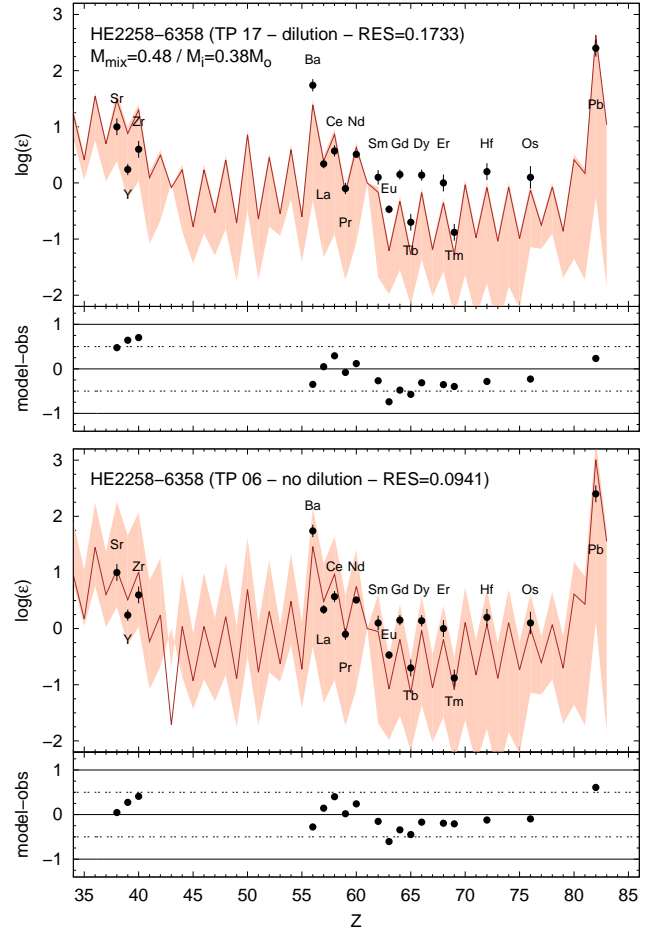 HE2258−6358 (TP 17 − dilution − RES=0.1733)
M_mix=0.48 / M_i=0.38M_o
Sr
Y
Zr
Ba
La
Ce
Pr
Nd
Sm
Eu
Gd
Tb
Dy
Er
Tm
Hf
Os
Pb
log(ε)
3
2
1
0
−1
−2
model−obs
1
0
−1
HE2258−6358 (TP 06 − no dilution − RES=0.0941)
Sr
Y
Zr
Ba
La
Ce
Pr
Nd
Sm
Eu
Gd
Tb
Dy
Er
Tm
Hf
Os
Pb
log(ε)
3
2
1
0
−1
−2
model−obs
1
0
−1
35 40 45 50 55 60 65 70 75 80 85
Z